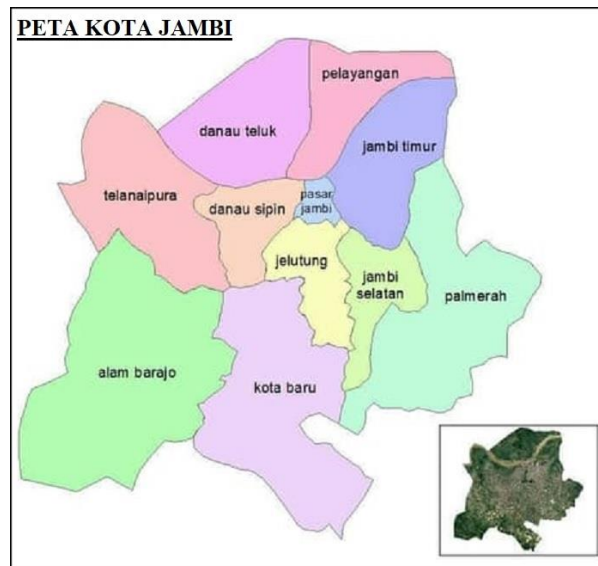 PETA KOTA JAMBI
pelayangan
danau teluk
jambi timur
telanaipura
danau sipin
pasar
jambi
jelutung
jambi
selatan
palmerah
alam barajo
kota baru